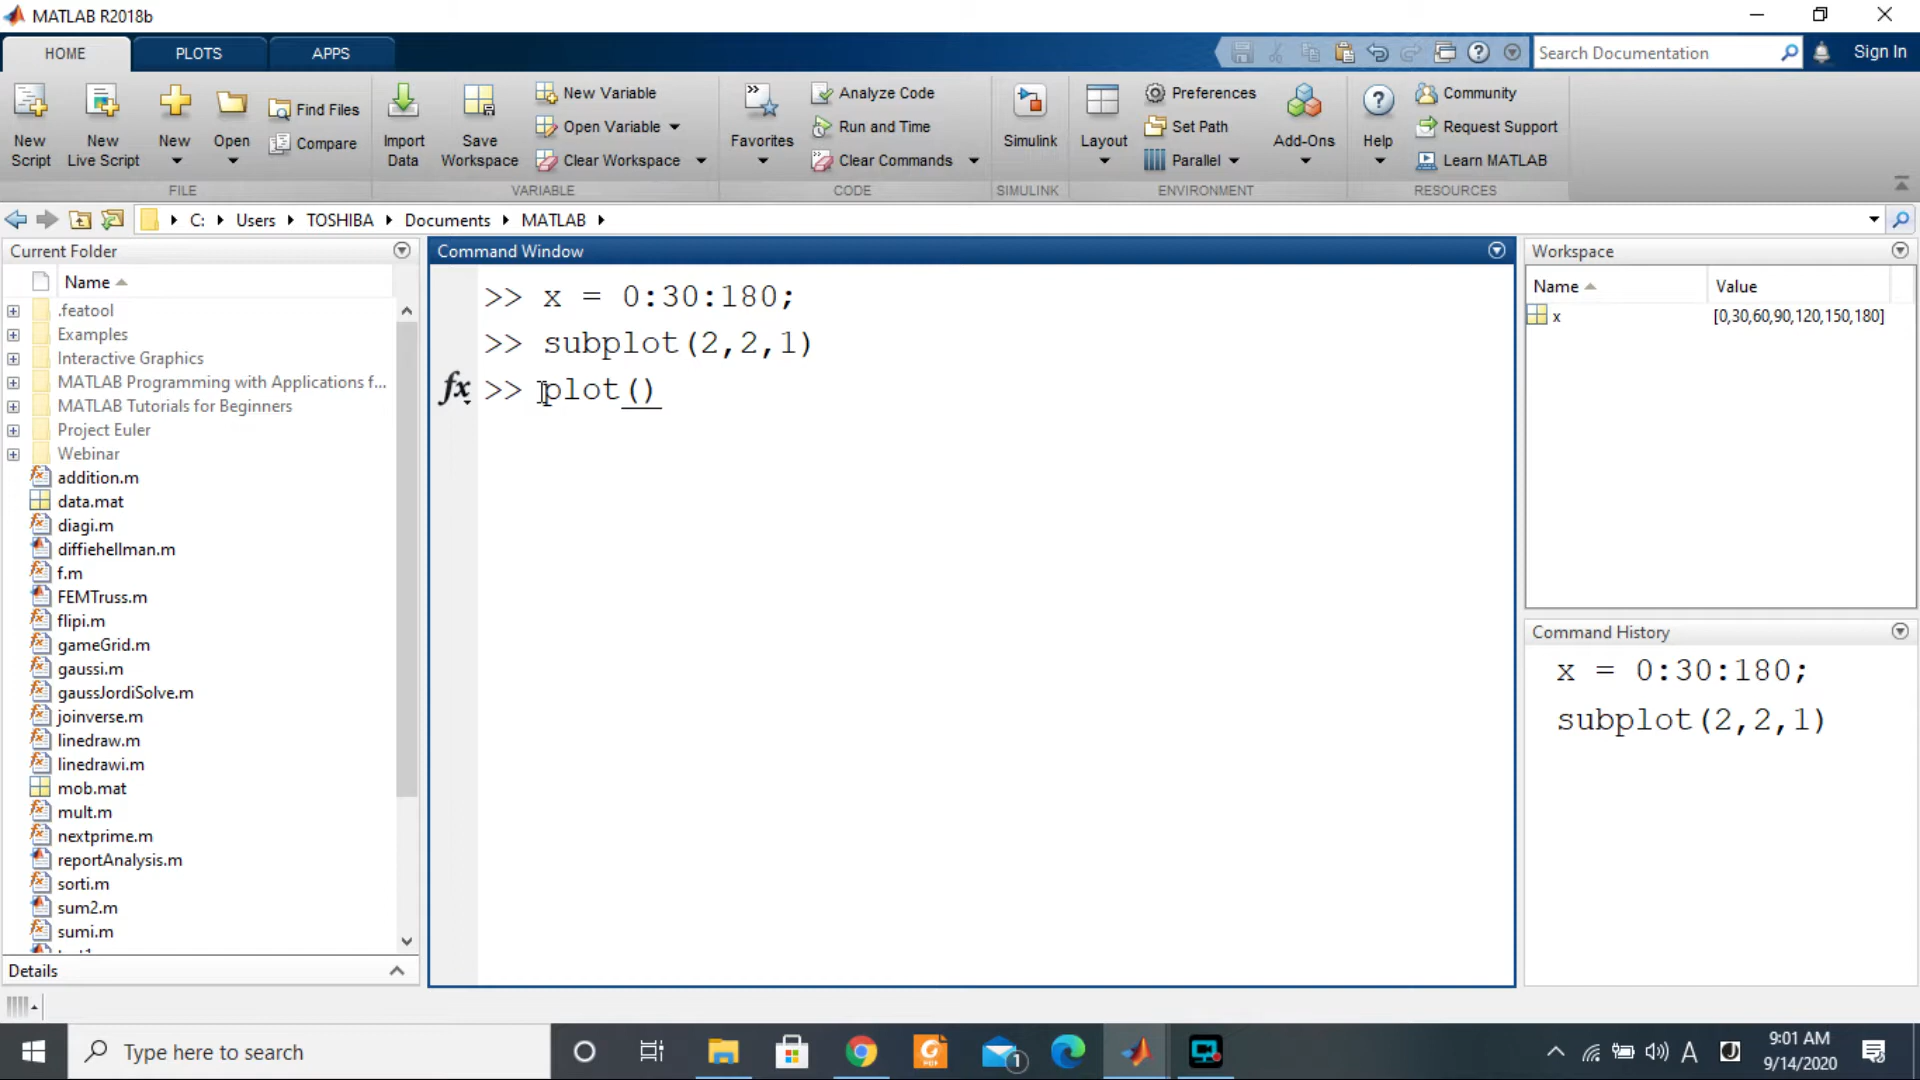 MATLAB R2018b
HOME
PLOTS
APPS
Search Documentation
Sign In
New Script
New Live Script
New
Open
Find Files
Compare
Import Data
Save Workspace
New Variable
Open Variable
Clear Workspace
Favorites
Analyze Code
Run and Time
Clear Commands
Simulink
Layout
Preferences
Set Path
Parallel
Add-Ons
Help
Community
Request Support
Learn MATLAB
FILE
VARIABLE
CODE
SIMULINK
ENVIRONMENT
RESOURCES
C: Users TOSHIBA Documents MATLAB
Current Folder
Name
.featool
Examples
Interactive Graphics
MATLAB Programming with Applications f...
MATLAB Tutorials for Beginners
Project Euler
Webinar
addition.m
data.mat
diagi.m
diffiehellman.m
f.m
FEMTruss.m
flipi.m
gameGrid.m
gaussi.m
gaussJordiSolve.m
joinverse.m
linedraw.m
linedrawi.m
mob.mat
mult.m
nextprime.m
reportAnalysis.m
sorti.m
sum2.m
sumi.m
Details
Command Window
>> x = 0:30:180;
>> subplot(2,2,1)
fx >> plot()
Workspace
Name Value
x [0,30,60,90,120,150,180]
Command History
x = 0:30:180;
subplot(2,2,1)
Type here to search
PDF
1
A
J
9:01 AM
9/14/2020